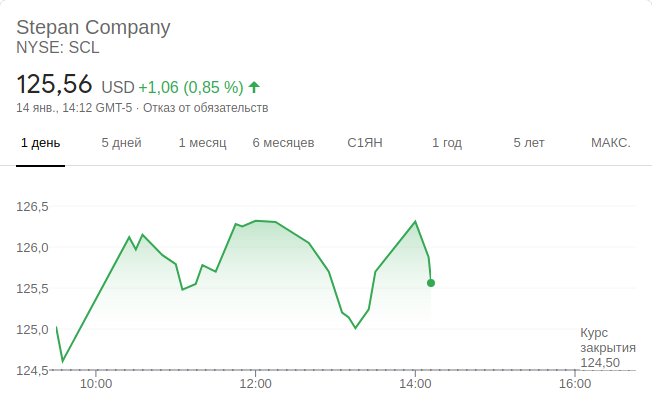 Stepan Company
NYSE: SCL
125,56 USD +1,06 (0,85 %)
14 янв., 14:12 GMT-5 · Отказ от обязательств
1 день 5 дней 1 месяц 6 месяцев С1ЯН 1 год 5 лет МАКС.
126,5
126,0
125,5
125,0
124,5
Курс
закрытия
124,50
10:00 12:00 14:00 16:00